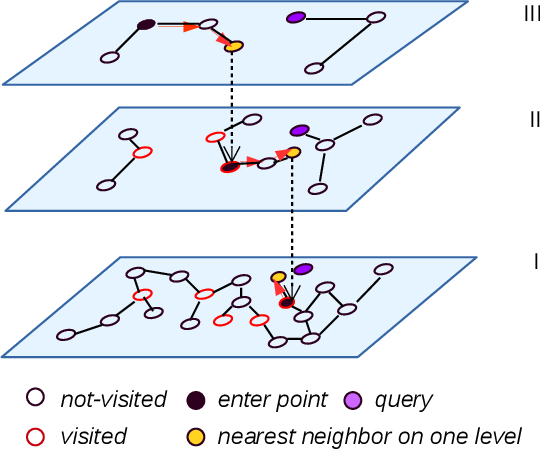 III
II
I
not-visited enter point query
visited nearest neighbor on one level